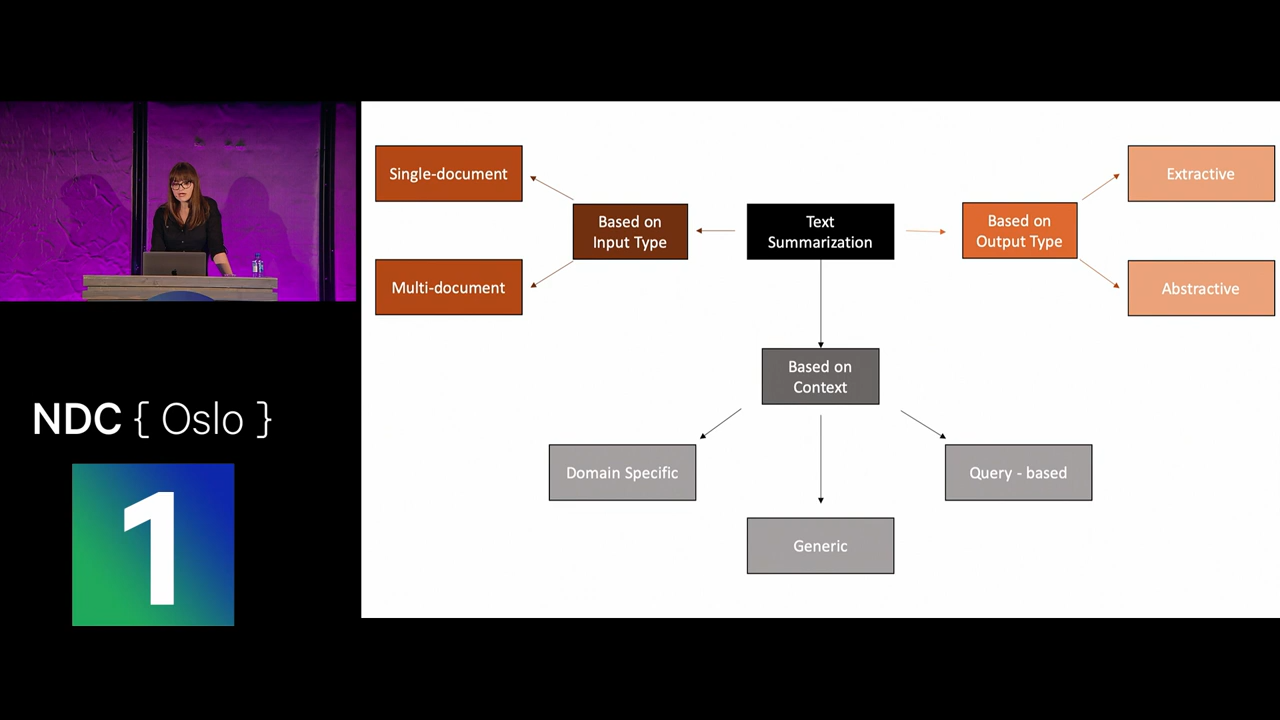 Single-document
Multi-document
Based on
Input Type
Text
Summarization
Based on
Output Type
Extractive
Abstractive
Based on
Context
Domain Specific
Generic
Query - based
NDC { Oslo }
1